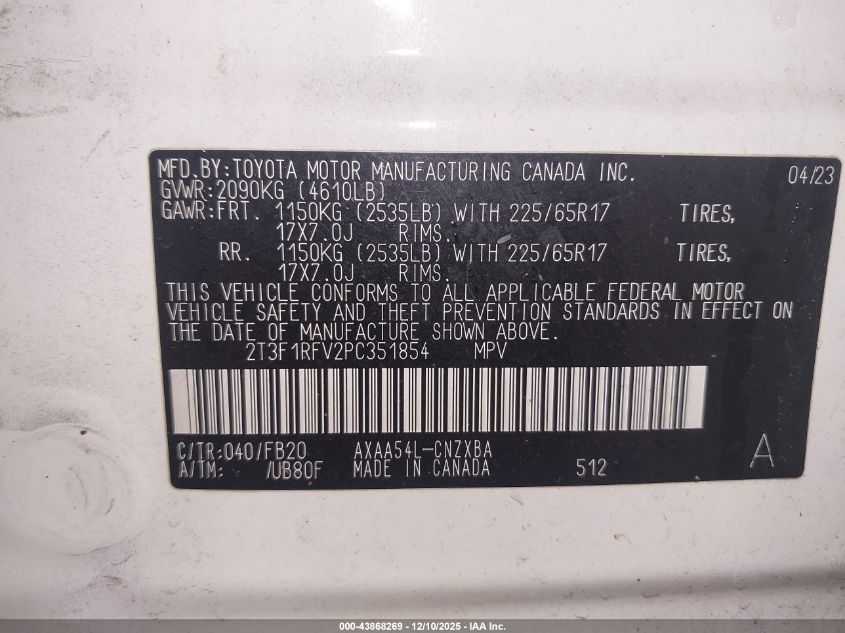 MFD.BY:TOYOTA MOTOR MANUFACTURING CANADA INC. 04/23
GVWR:2090KG (4610LB)
GAWR:FRT. 1150KG (2535LB) WITH 225/65R17 TIRES,
17X7.0J RIMS.
RR. 1150KG (2535LB) WITH 225/65R17 TIRES,
17X7.0J RIMS.
THIS VEHICLE CONFORMS TO ALL APPLICABLE FEDERAL MOTOR
VEHICLE SAFETY AND THEFT PREVENTION STANDARDS IN EFFECT ON
THE DATE OF MANUFACTURE SHOWN ABOVE.
2T3F1RFV2PC351854 MPV
C/TR:040/FB20 AXAA54L-CNZXBA A
A/TM: /UB80F MADE IN CANADA 512
000-43868269 - 12/10/2025 - IAA Inc.